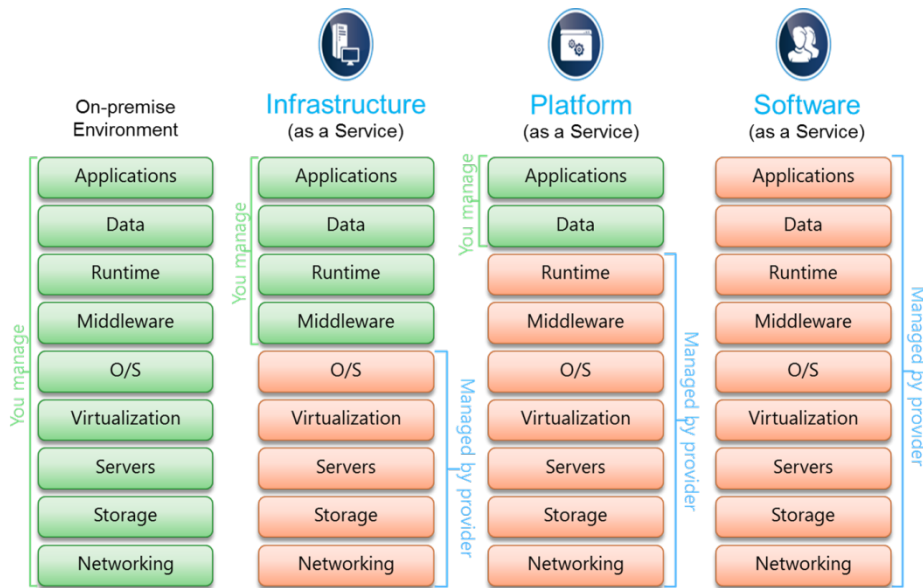 On-premise
Environment
You manage
Applications
Data
Runtime
Middleware
O/S
Virtualization
Servers
Storage
Networking
Infrastructure
(as a Service)
You manage
Applications
Data
Runtime
Middleware
O/S
Virtualization
Servers
Storage
Networking
Managed by provider
Platform
(as a Service)
You manage
Applications
Data
Runtime
Middleware
O/S
Virtualization
Servers
Storage
Networking
Managed by provider
Software
(as a Service)
Applications
Data
Runtime
Middleware
O/S
Virtualization
Servers
Storage
Networking
Managed by provider